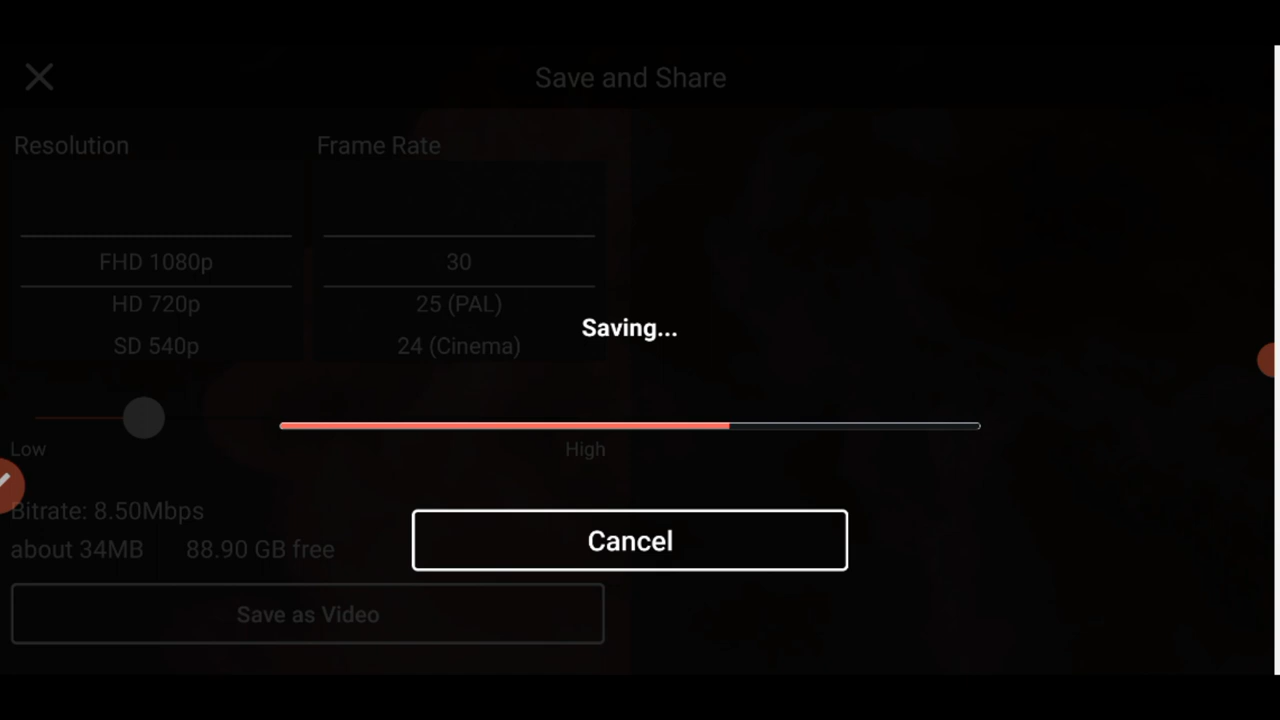 Save and Share
Resolution
Frame Rate
FHD 1080p
30
HD 720p
25 (PAL)
SD 540p
24 (Cinema)
Saving...
Low
High
Bitrate: 8.50Mbps
about 34MB
88.90 GB free
Cancel
Save as Video